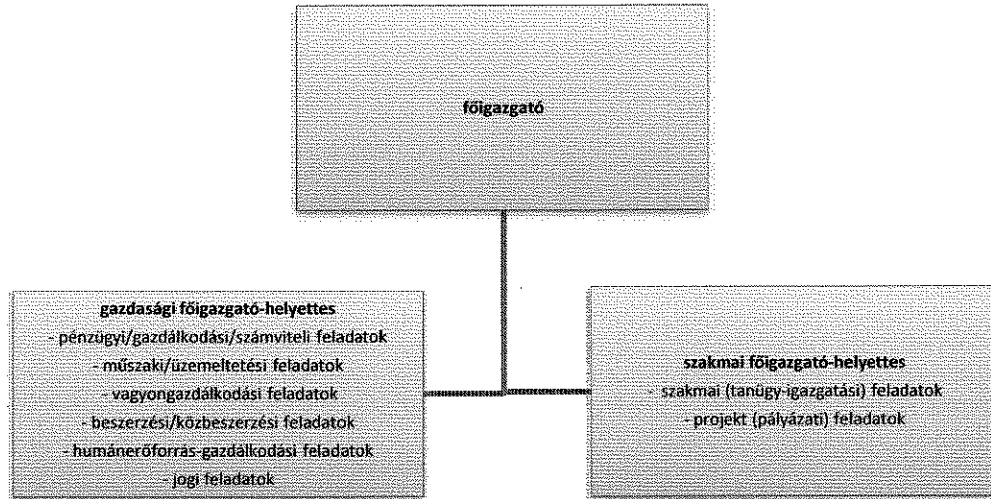 főigazgató
gazdasági főigazgató-helyettes
- pénzügyi/gazdálkodási/számviteli feladatok
- műszaki/üzemeltetési feladatok
- vagyongazdálkodási feladatok
- beszerzési/közbeszerzési feladatok
- humánerőforrás-gazdálkodási feladatok
- jogi feladatok
szakmai főigazgató-helyettes
- szakmai (tanügy-igazgatási) feladatok
- projekt (pályázati) feladatok